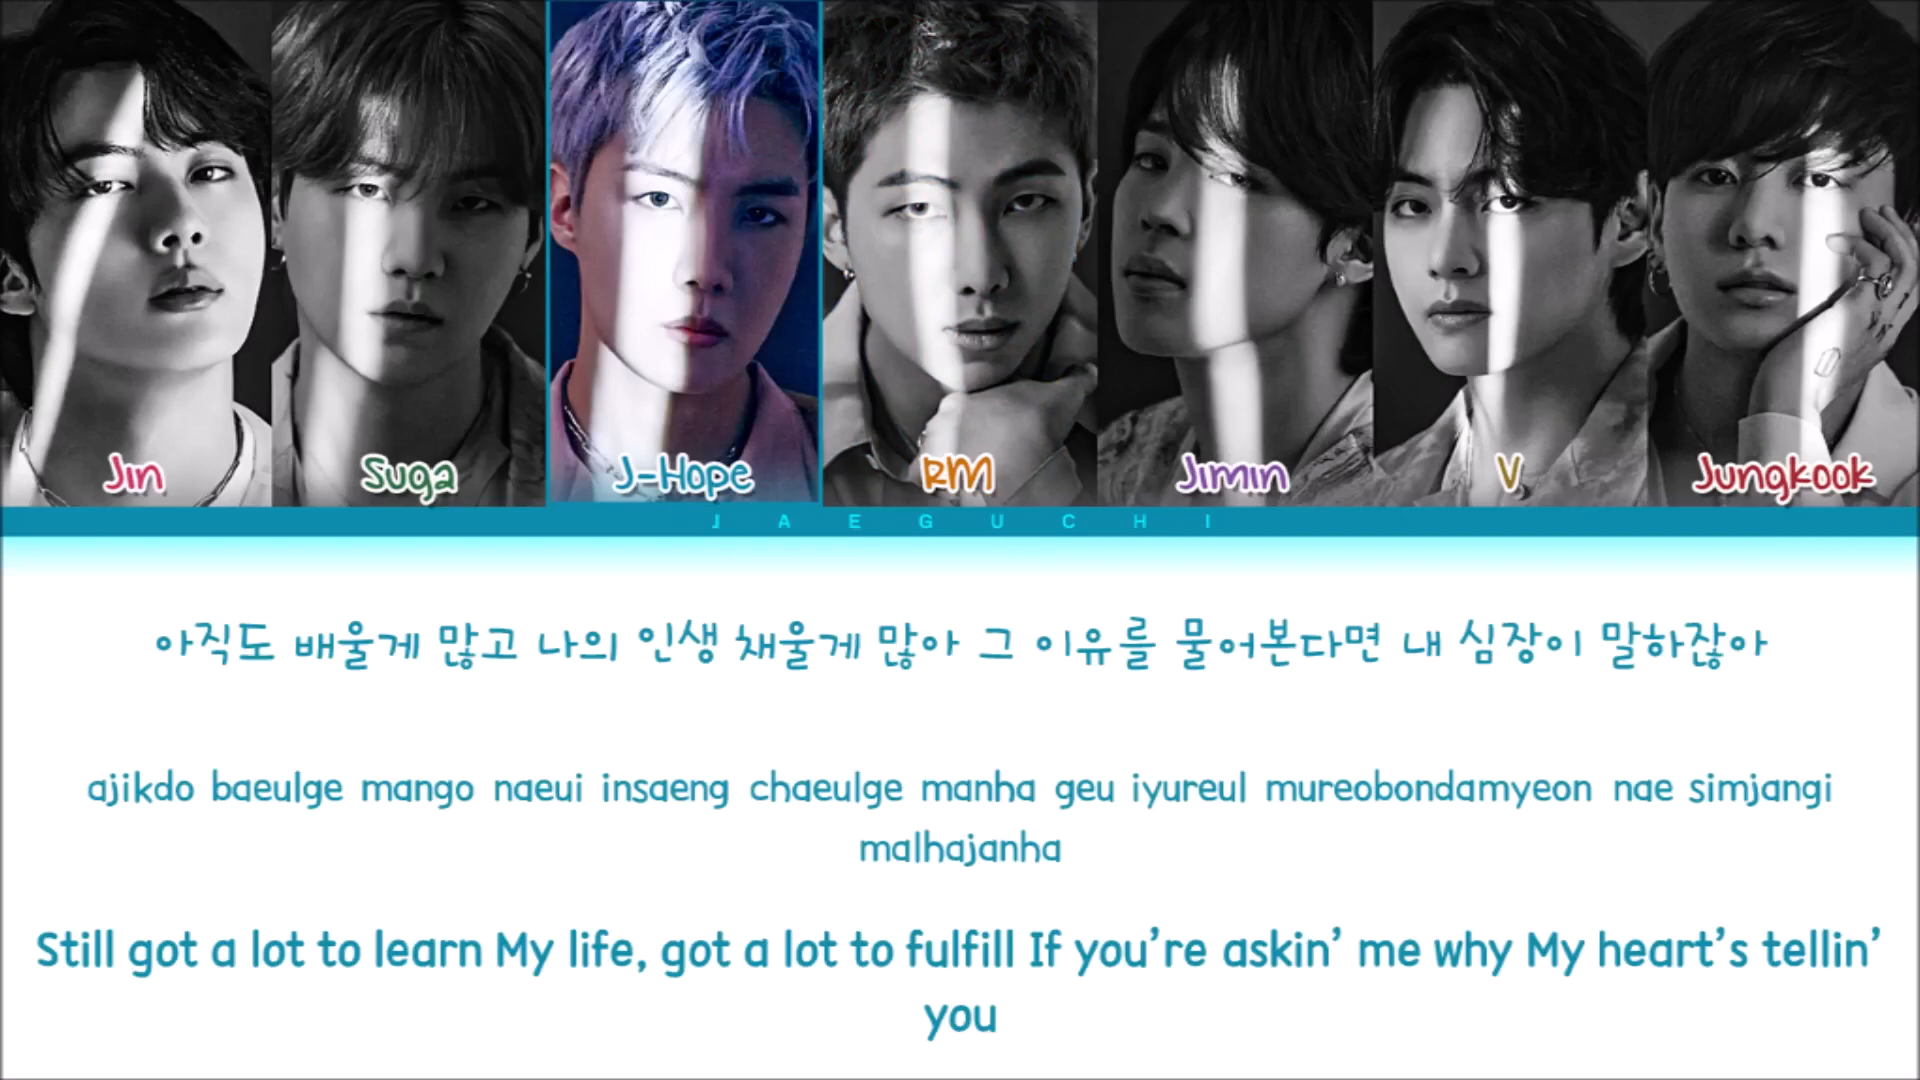 Jin Suga J-Hope RM Jimin V Jungkook
JAEGUCHI
아직도 배울게 많고 나의 인생 채울게 많아 그 이유를 물어본다면 내 심장이 말하잖아
ajikdo baeulge mango naeui insaeng chaeulge manha geu iyureul mureobondamyeon nae simjangi
malhajanha
Still got a lot to learn My life, got a lot to fulfill If you’re askin’ me why My heart’s tellin’
you